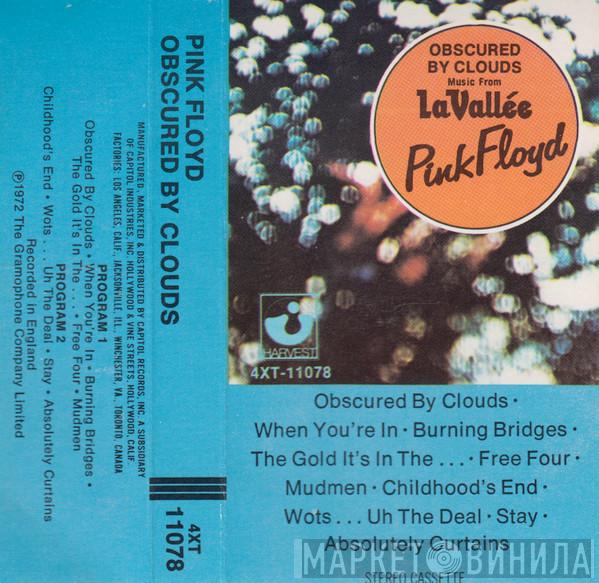 OBSCURED
BY CLOUDS
Music From
La Vallée
Pink Floyd
HARVEST
4XT-11078
Obscured By Clouds ·
When You're In · Burning Bridges ·
The Gold It's In The ... · Free Four ·
Mudmen · Childhood's End ·
Wots ... Uh The Deal · Stay ·
Absolutely Curtains
STEREO CASSETTE
МАРКЕТ ВИНИЛА
PINK FLOYD
OBSCURED BY CLOUDS
4XT
11078
MANUFACTURED, MARKETED & DISTRIBUTED BY CAPITOL RECORDS, INC. A SUBSIDIARY
OF CAPITOL INDUSTRIES, INC. HOLLYWOOD & VINE STREETS, HOLLYWOOD, CALIF.
FACTORIES: LOS ANGELES, CALIF., JACKSONVILLE, ILL., WINCHESTER, VA., TORONTO, CANADA
PROGRAM 1
Obscured By Clouds · When You're In · Burning Bridges ·
The Gold It's In The ... · Free Four · Mudmen
PROGRAM 2
Childhood's End · Wots ... Uh The Deal · Stay · Absolutely Curtains
Recorded in England
℗1972 The Gramophone Company Limited